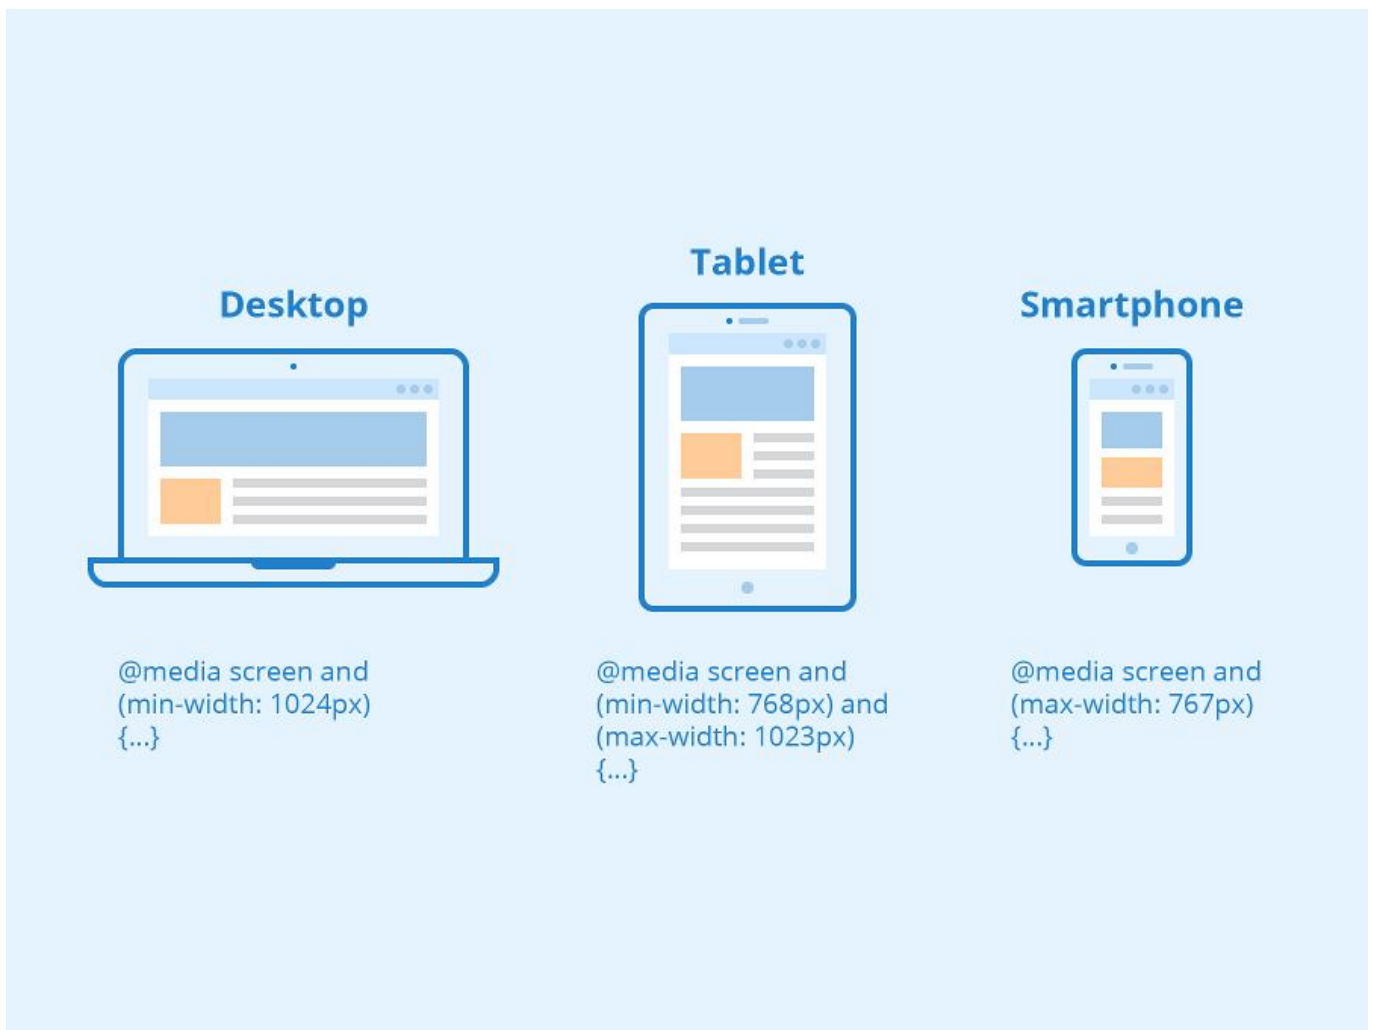 Desktop
@media screen and
(min-width: 1024px)
{...}
Tablet
@media screen and
(min-width: 768px) and
(max-width: 1023px)
{...}
Smartphone
@media screen and
(max-width: 767px)
{...}